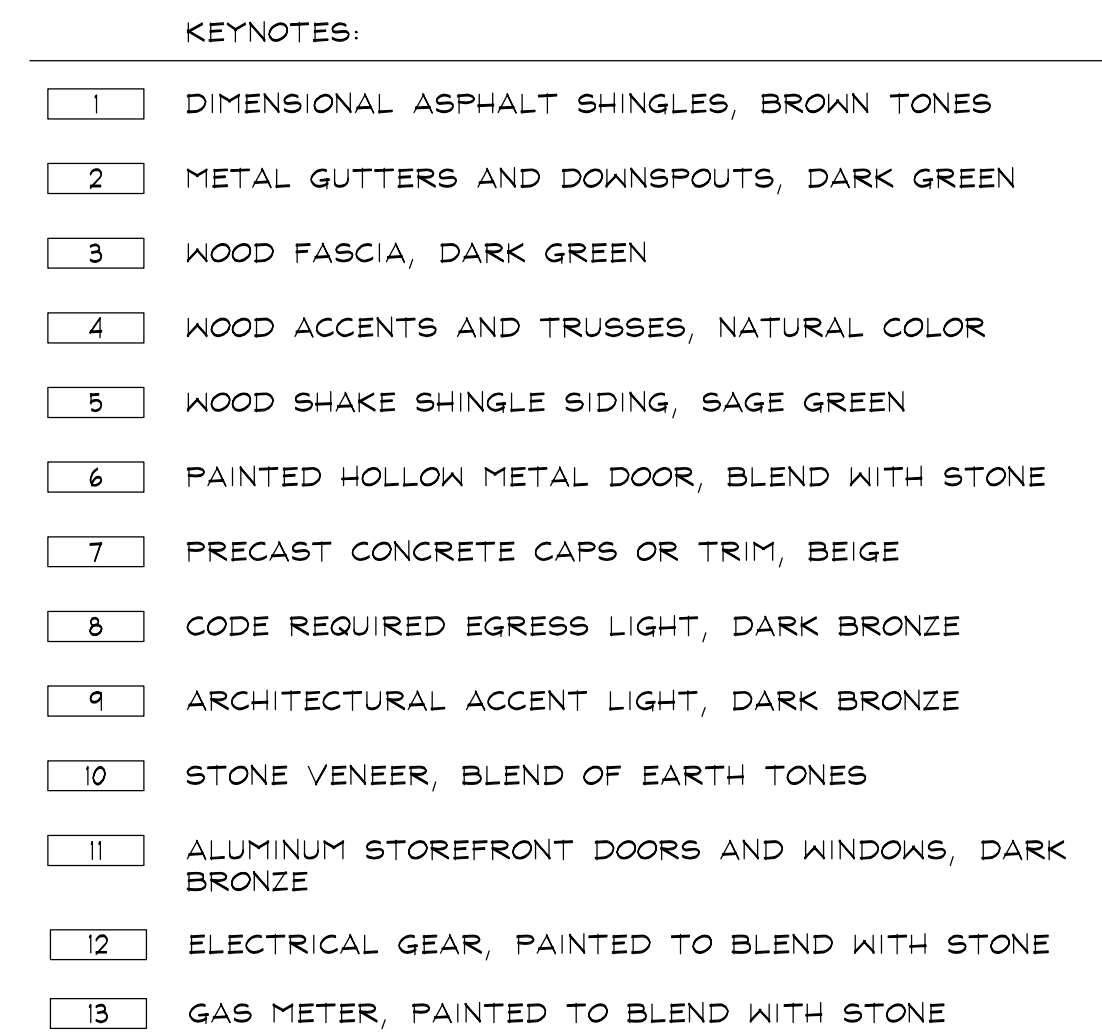 KEYNOTES:
1 DIMENSIONAL ASPHALT SHINGLES, BROWN TONES
2 METAL GUTTERS AND DOWNSPOUTS, DARK GREEN
3 WOOD FASCIA, DARK GREEN
4 WOOD ACCENTS AND TRUSSES, NATURAL COLOR
5 WOOD SHAKE SHINGLE SIDING, SAGE GREEN
6 PAINTED HOLLOW METAL DOOR, BLEND WITH STONE
7 PRECAST CONCRETE CAPS OR TRIM, BEIGE
8 CODE REQUIRED EGRESS LIGHT, DARK BRONZE
9 ARCHITECTURAL ACCENT LIGHT, DARK BRONZE
10 STONE VENEER, BLEND OF EARTH TONES
11 ALUMINUM STOREFRONT DOORS AND WINDOWS, DARK
BRONZE
12 ELECTRICAL GEAR, PAINTED TO BLEND WITH STONE
13 GAS METER, PAINTED TO BLEND WITH STONE